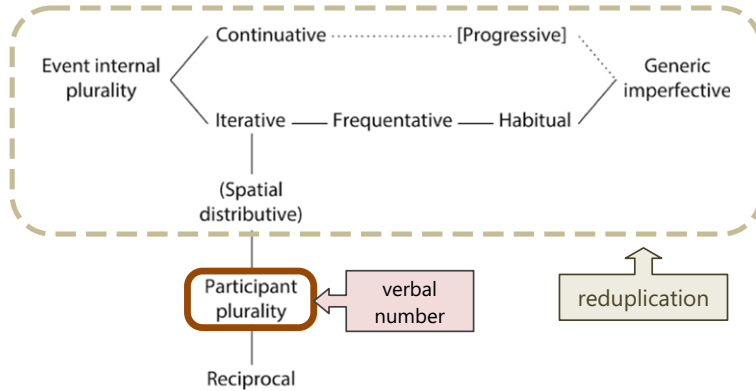 Continuative
[Progressive]
Event internal
plurality
Generic
imperfective
Iterative
Frequentative
Habitual
(Spatial
distributive)
Participant
plurality
verbal
number
reduplication
Reciprocal